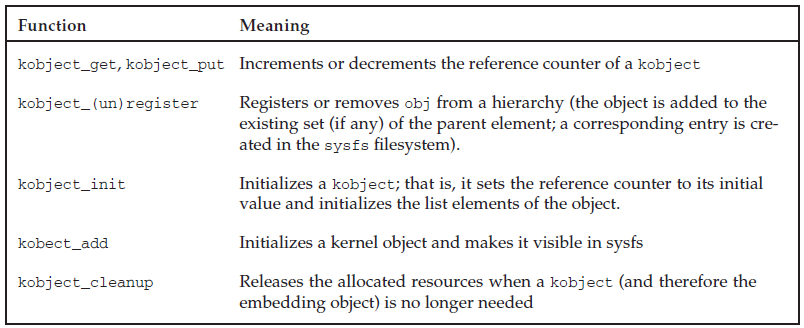 Function Meaning
kobject_get, kobject_put Increments or decrements the reference counter of a kobject
kobject_(un)register Registers or removes obj from a hierarchy (the object is added to the
existing set (if any) of the parent element; a corresponding entry is cre-
ated in the sysfs filesystem).
kobject_init Initializes a kobject; that is, it sets the reference counter to its initial
value and initializes the list elements of the object.
kobect_add Initializes a kernel object and makes it visible in sysfs
kobject_cleanup Releases the allocated resources when a kobject (and therefore the
embedding object) is no longer needed